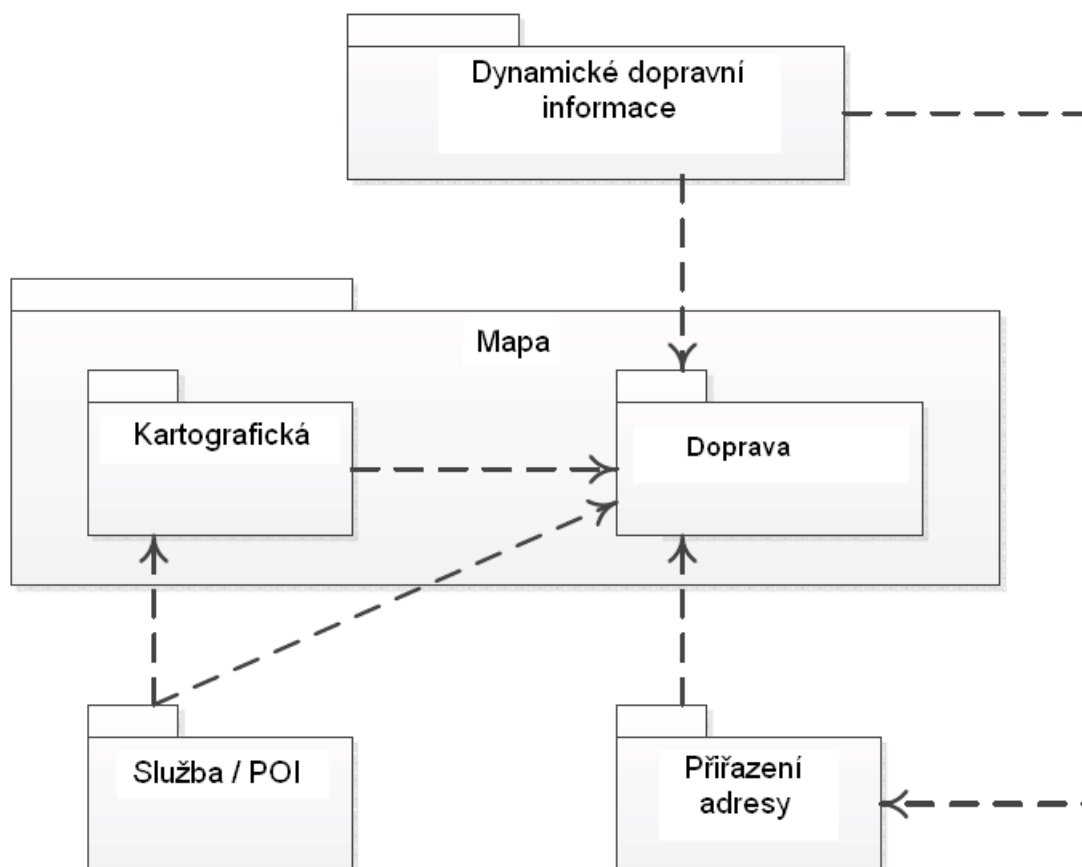 Dynamické dopravní
informace
Mapa
Kartografická
Doprava
Služba / POI
Přiřazení
adresy